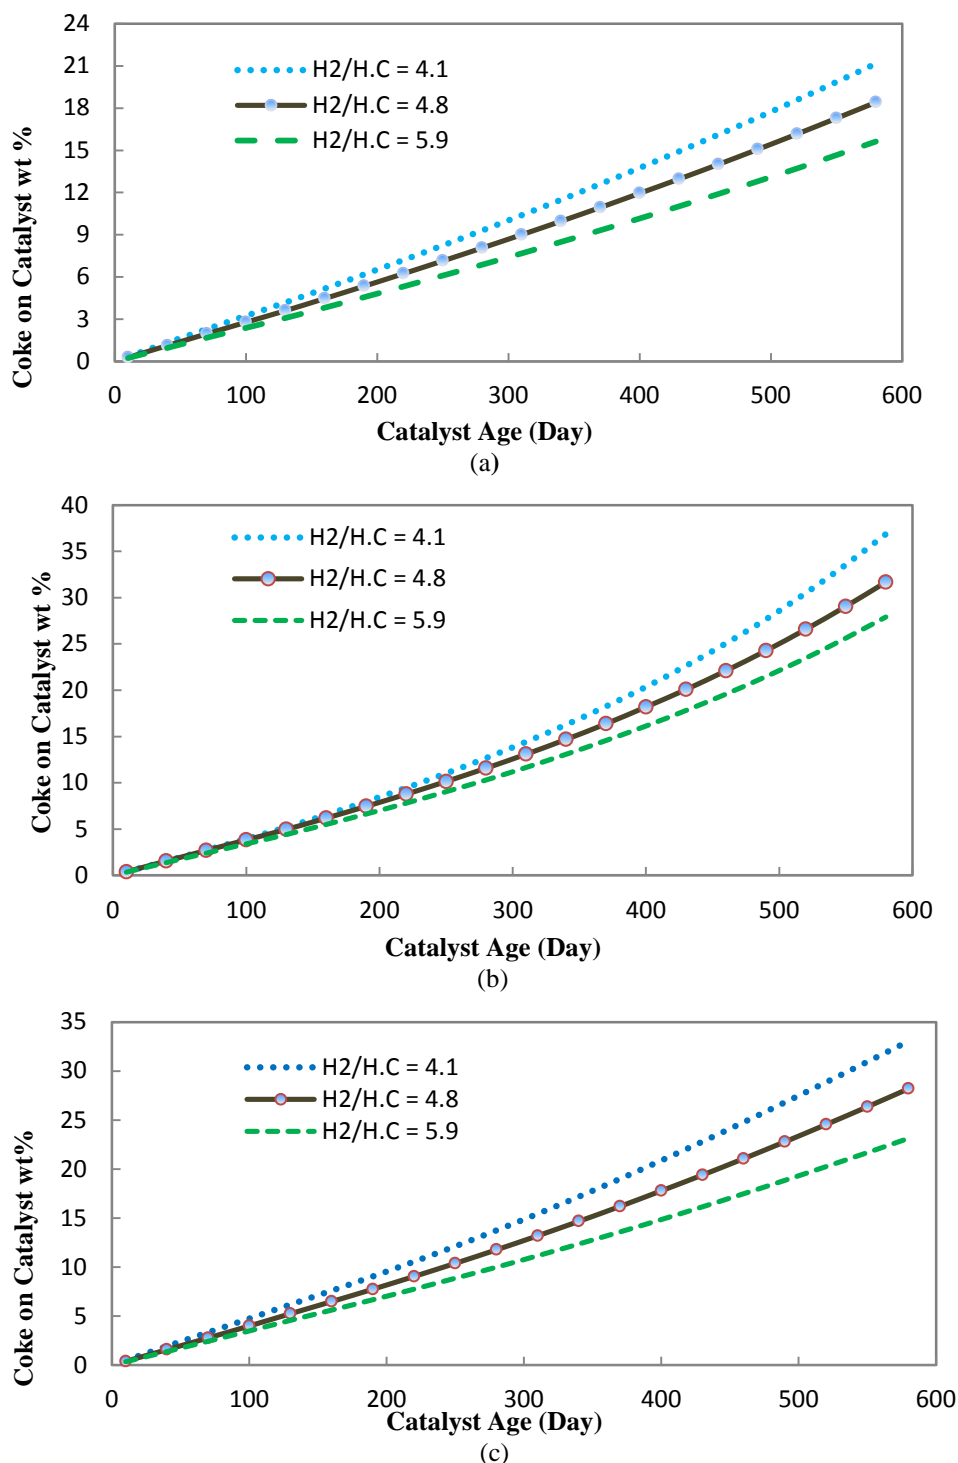 24
21
18
15
12
9
6
3
0
Coke on Catalyst wt %
H2/H.C = 4.1
H2/H.C = 4.8
H2/H.C = 5.9
0 100 200 300 400 500 600
Catalyst Age (Day)
(a)
40
35
30
25
20
15
10
5
0
Coke on Catalyst wt %
H2/H.C = 4.1
H2/H.C = 4.8
H2/H.C = 5.9
0 100 200 300 400 500 600
Catalyst Age (Day)
(b)
35
30
25
20
15
10
5
0
Coke on Catalyst wt%
H2/H.C = 4.1
H2/H.C = 4.8
H2/H.C = 5.9
0 100 200 300 400 500 600
Catalyst Age (Day)
(c)